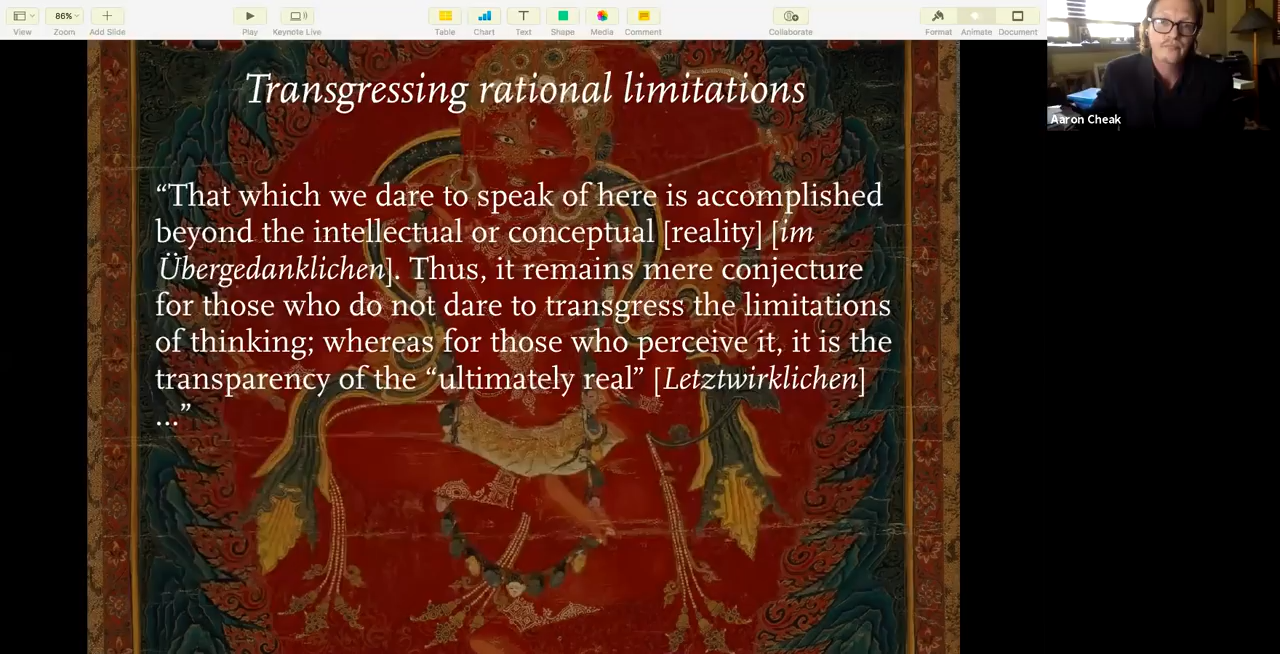 View
86%
Zoom
Add Slide
Play
Keynote Live
Table
Chart
Text
Shape
Media
Comment
Collaborate
Format
Animate
Document
Aaron Cheak
Transgressing rational limitations
“That which we dare to speak of here is accomplished
beyond the intellectual or conceptual [reality] [im
Übergedanklichen]. Thus, it remains mere conjecture
for those who do not dare to transgress the limitations
of thinking; whereas for those who perceive it, it is the
transparency of the “ultimately real” [Letztwirklichen]
…”